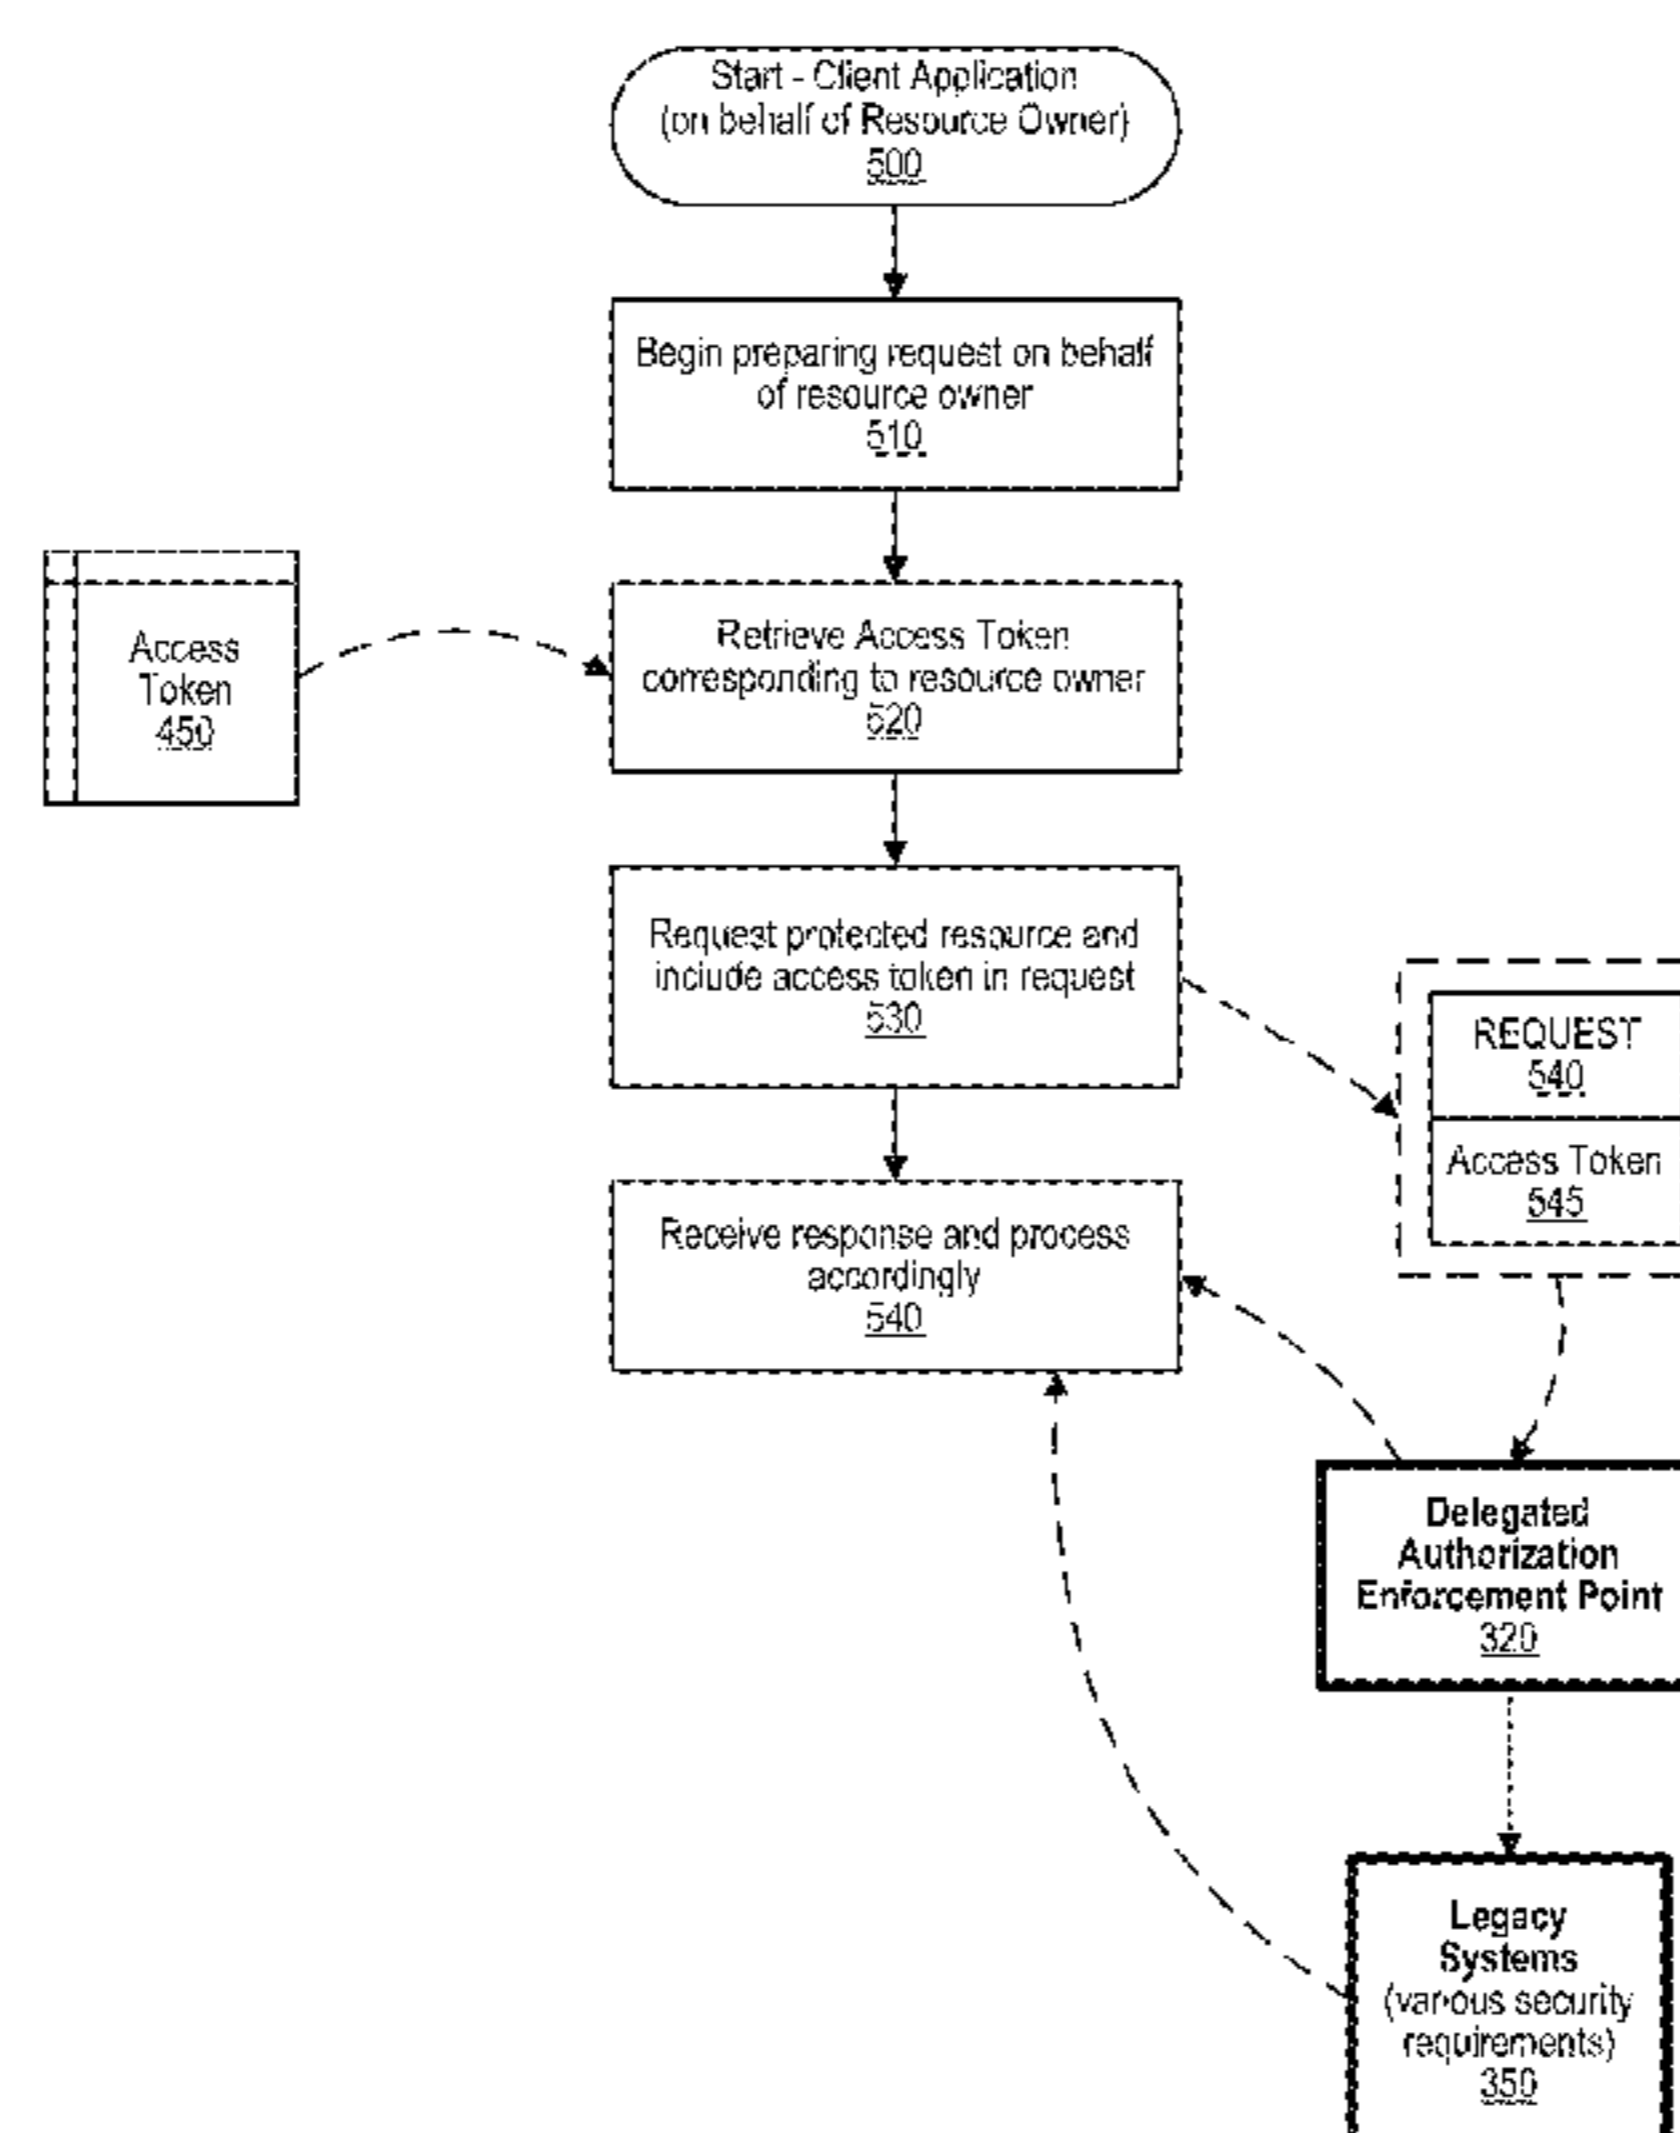 Start - Client Application
(on behalf of Resource Owner)
500
Begin preparing request on behalf
of resource owner
510
Access
Token
450
Retrieve Access Token
corresponding to resource owner
520
Request protected resource and
include access token in request
530
REQUEST
540
Access Token
545
Receive response and process
accordingly
540
Delegated
Authorization
Enforcement Point
320
Legacy
Systems
(various security
requirements)
350